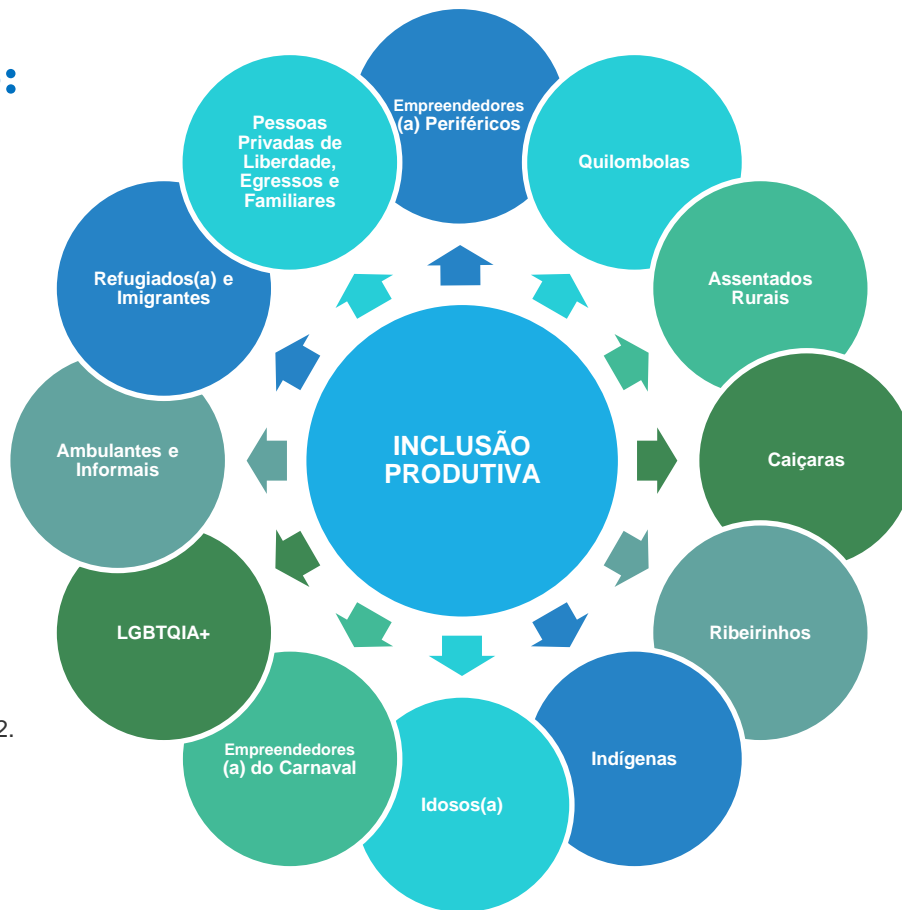 :
Empreendedores
(a) Periféricos
Pessoas
Privadas de
Liberdade,
Egressos e
Familiares
Quilombolas
Refugiados(a) e
Imigrantes
Assentados
Rurais
Ambulantes e
Informais
INCLUSÃO
PRODUTIVA
Caiçaras
LGBTQIA+
Ribeirinhos
2.
Empreendedores
(a) do Carnaval
Indígenas
Idosos(a)